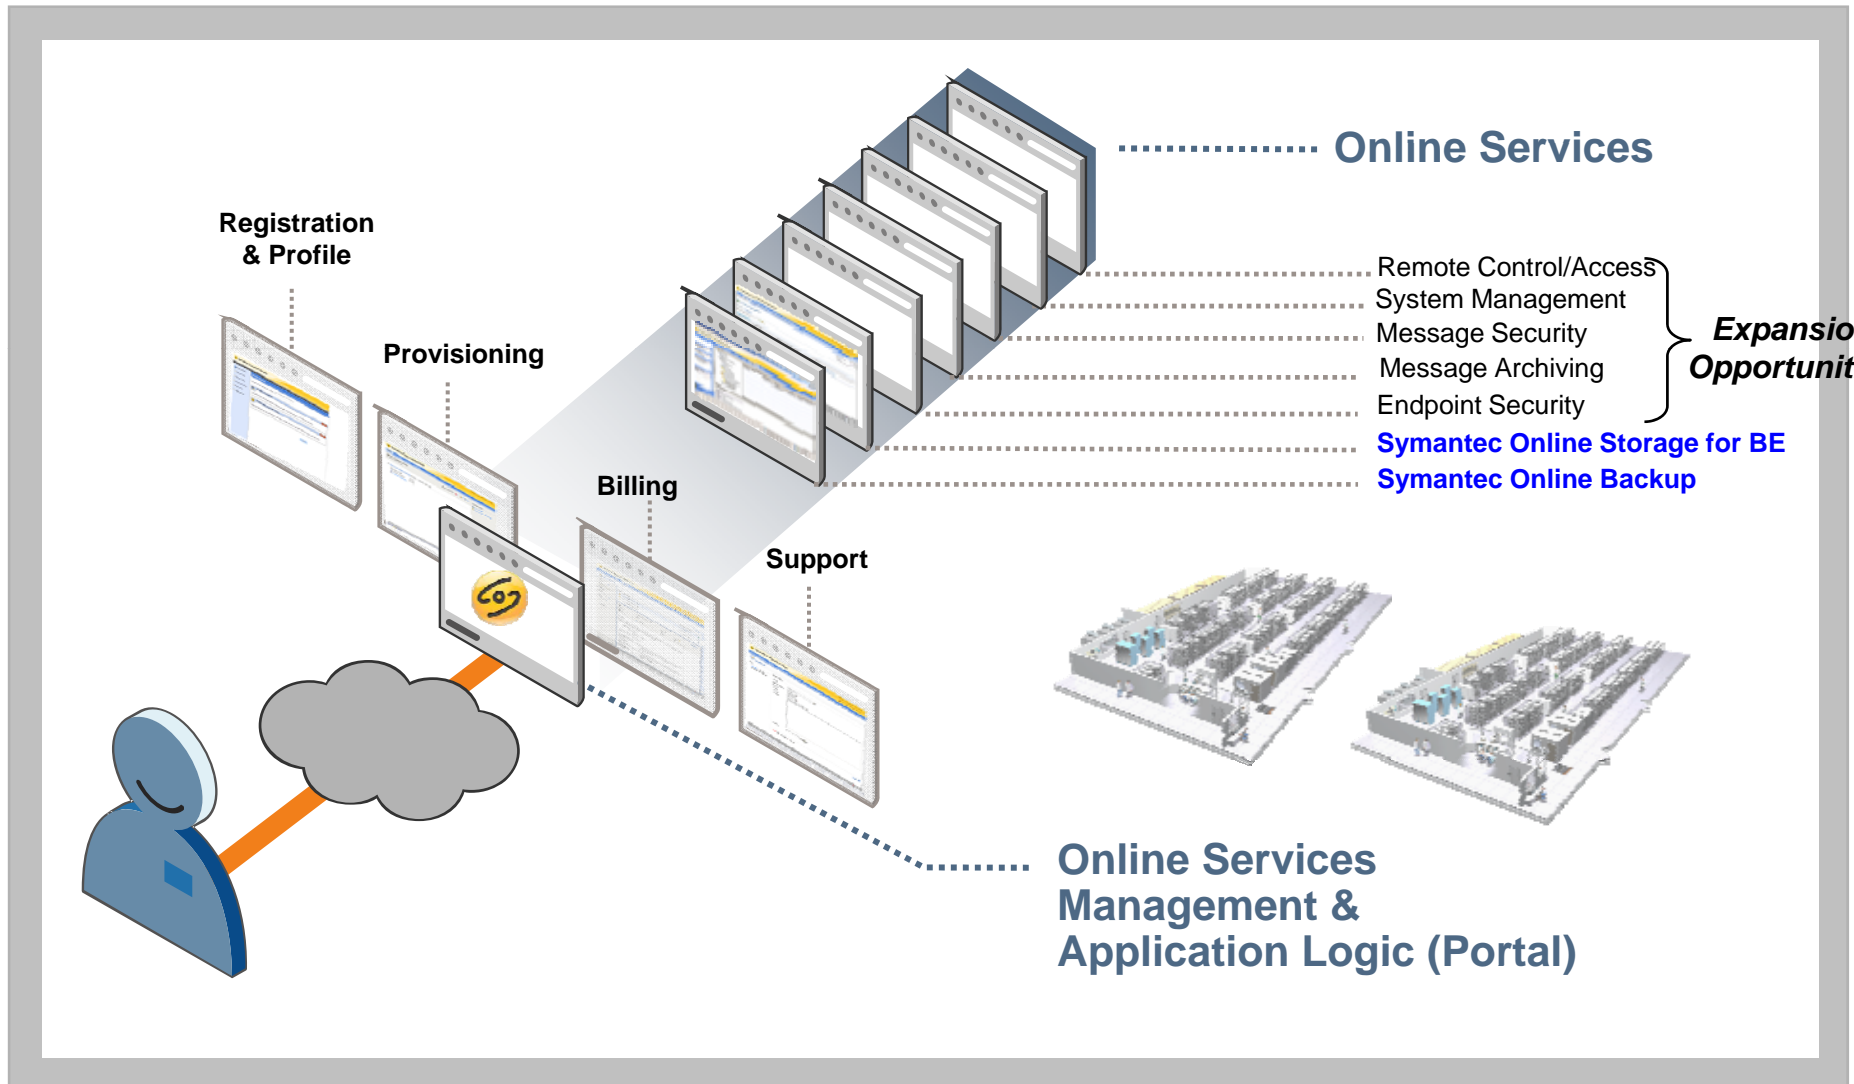 Online Services
Registration
& Profile
Provisioning
Billing
Support
Remote Control/Access
System Management
Message Security
Message Archiving
Endpoint Security
Expansio
Opportunit
Symantec Online Storage for BE
Symantec Online Backup
Online Services
Management &
Application Logic (Portal)